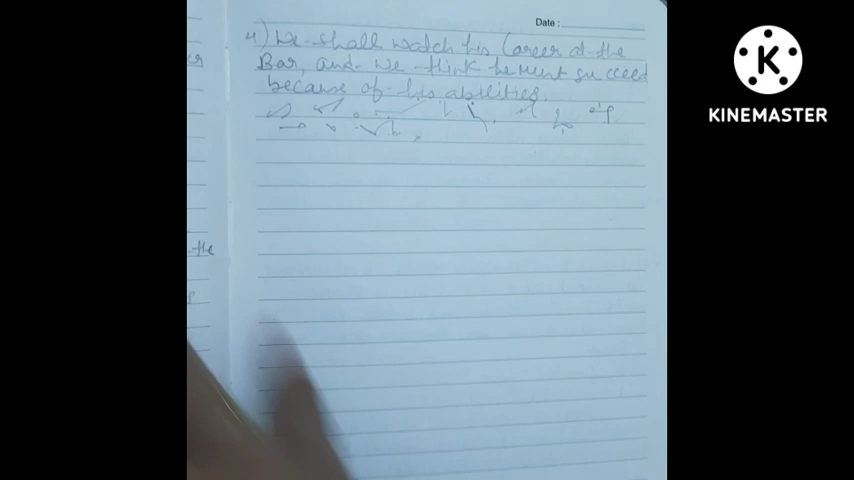 Date :
4) We shall watch his Career at the
Bar, and we think he must succeed
because of his abilities.
the
K
KINEMASTER